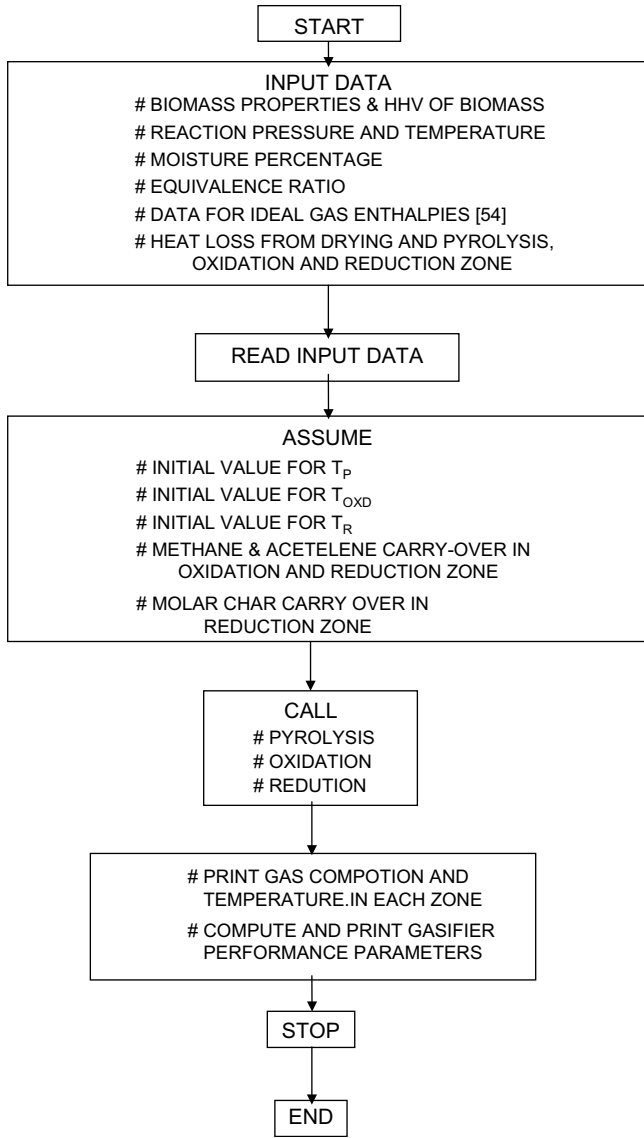 START
INPUT DATA
# BIOMASS PROPERTIES & HHV OF BIOMASS
# REACTION PRESSURE AND TEMPERATURE
# MOISTURE PERCENTAGE
# EQUIVALENCE RATIO
# DATA FOR IDEAL GAS ENTHALPIES [54]
# HEAT LOSS FROM DRYING AND PYROLYSIS,
OXIDATION AND REDUCTION ZONE
READ INPUT DATA
ASSUME
# INITIAL VALUE FOR T_P
# INITIAL VALUE FOR T_OXD
# INITIAL VALUE FOR T_R
# METHANE & ACETELENE CARRY-OVER IN
OXIDATION AND REDUCTION ZONE
# MOLAR CHAR CARRY OVER IN
REDUCTION ZONE
CALL
# PYROLYSIS
# OXIDATION
# REDUTION
# PRINT GAS COMPOTION AND
TEMPERATURE.IN EACH ZONE
# COMPUTE AND PRINT GASIFIER
PERFORMANCE PARAMETERS
STOP
END